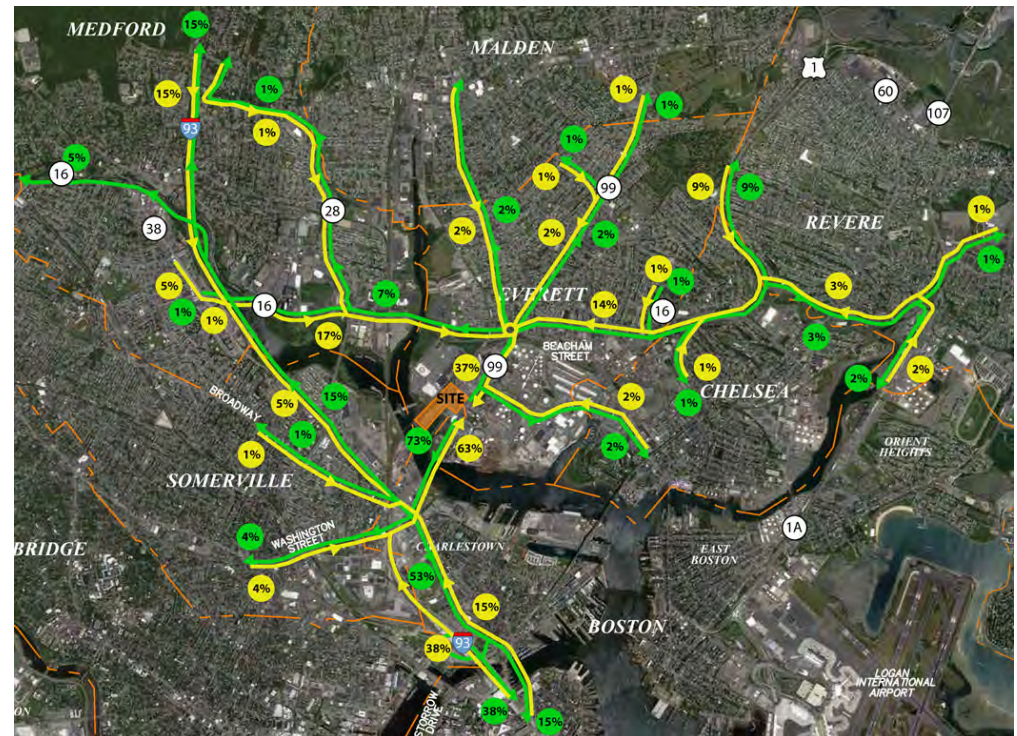 15%
MEDFORD
MALDEN
1
15%
1%
60
93
1%
1%
1%
107
1%
5%
16
1%
99
9%
9%
1%
28
2%
REVERE
38
2%
2%
2%
1%
1%
1%
5%
EVERETT
16
3%
7%
14%
1%
1%
16
17%
BEACHAM
STREET
3%
37%
99
1%
2%
2%
SITE
CHELSEA
BROADWAY
5%
15%
2%
1%
1%
1%
73%
63%
2%
ORIENT
HEIGHTS
SOMERVILLE
WASHINGTON
STREET
1A
4%
BRIDGE
CHARLESTOWN
EAST
BOSTON
53%
4%
15%
BOSTON
93
38%
LOGAN
INTERNATIONAL
AIRPORT
STORROW
DRIVE
38%
15%
ON